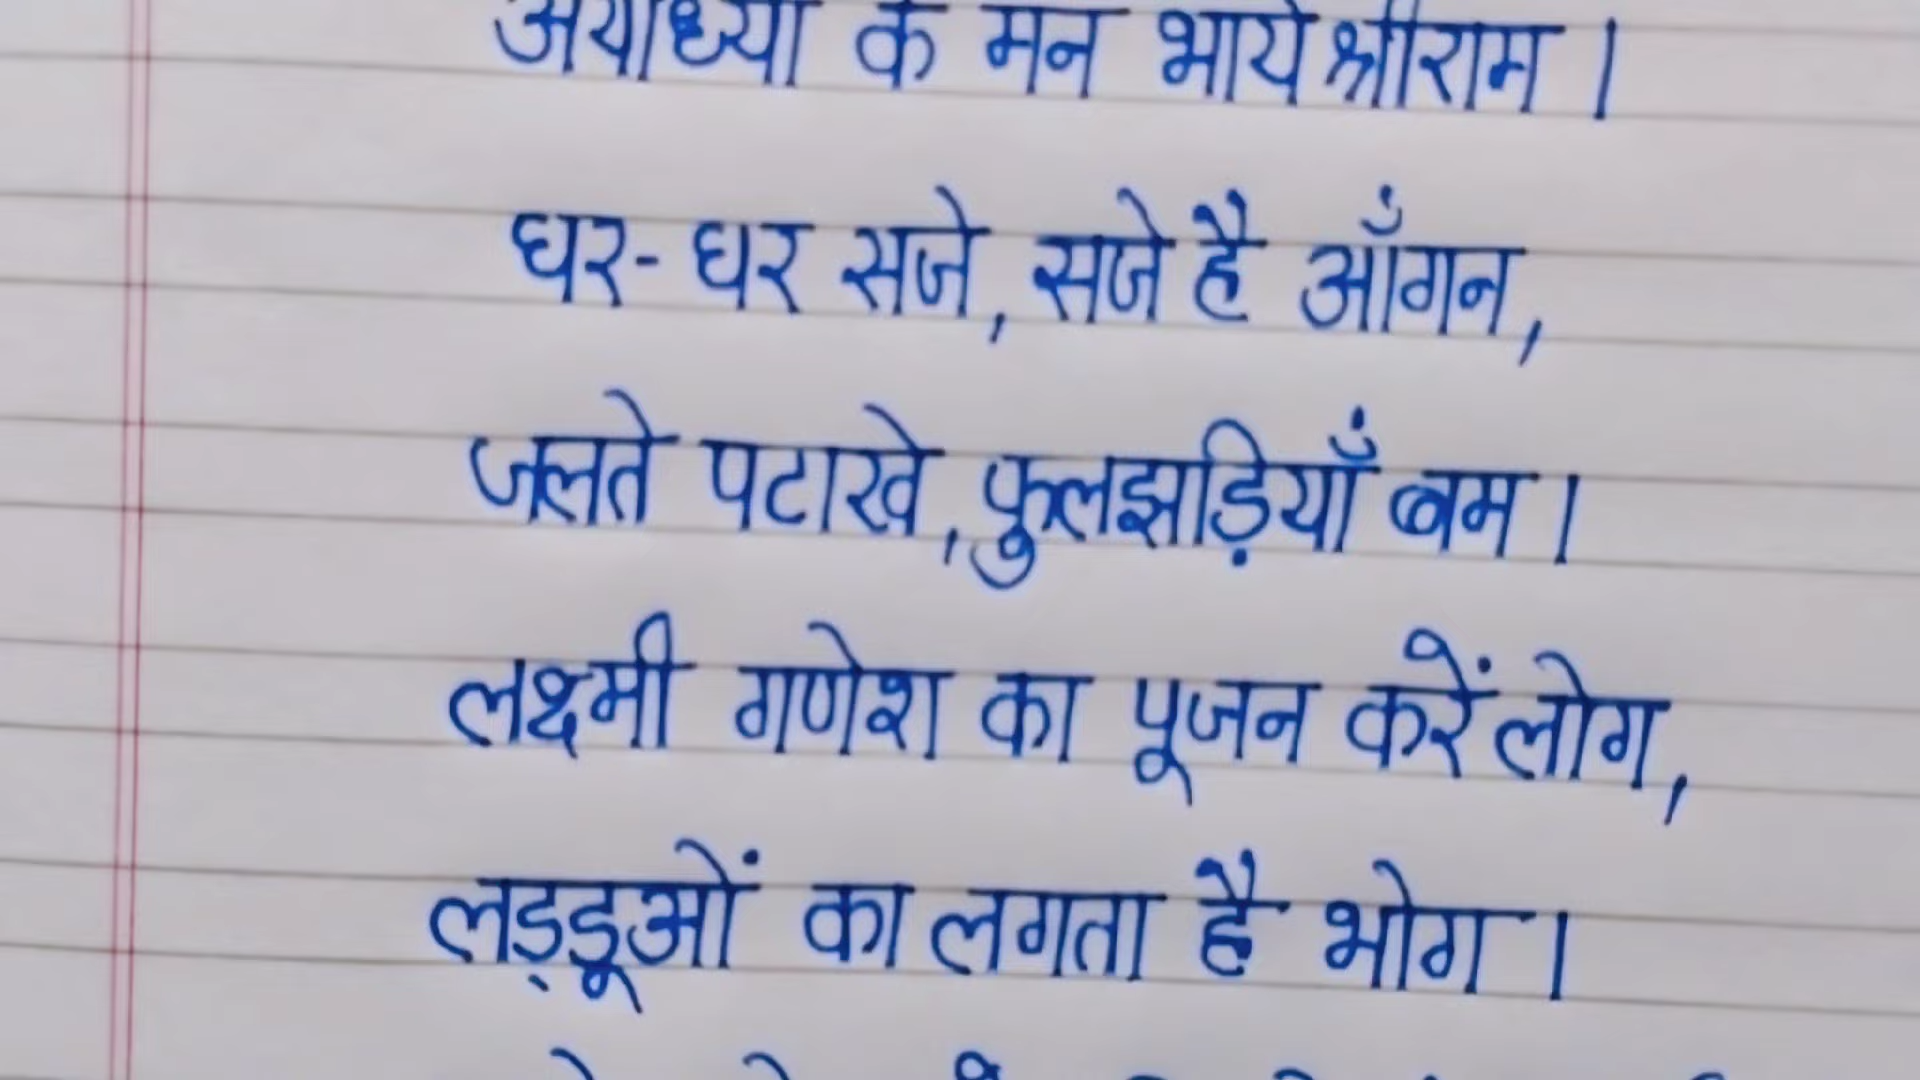 अयोध्या के मन भाये श्रीराम।
घर-घर सजे, सजे है आँगन,
जलते पटाखे, फुलझड़ियाँ बम।
लक्ष्मी गणेश का पूजन करें लोग,
लड्डूओं का लगता है भोग।